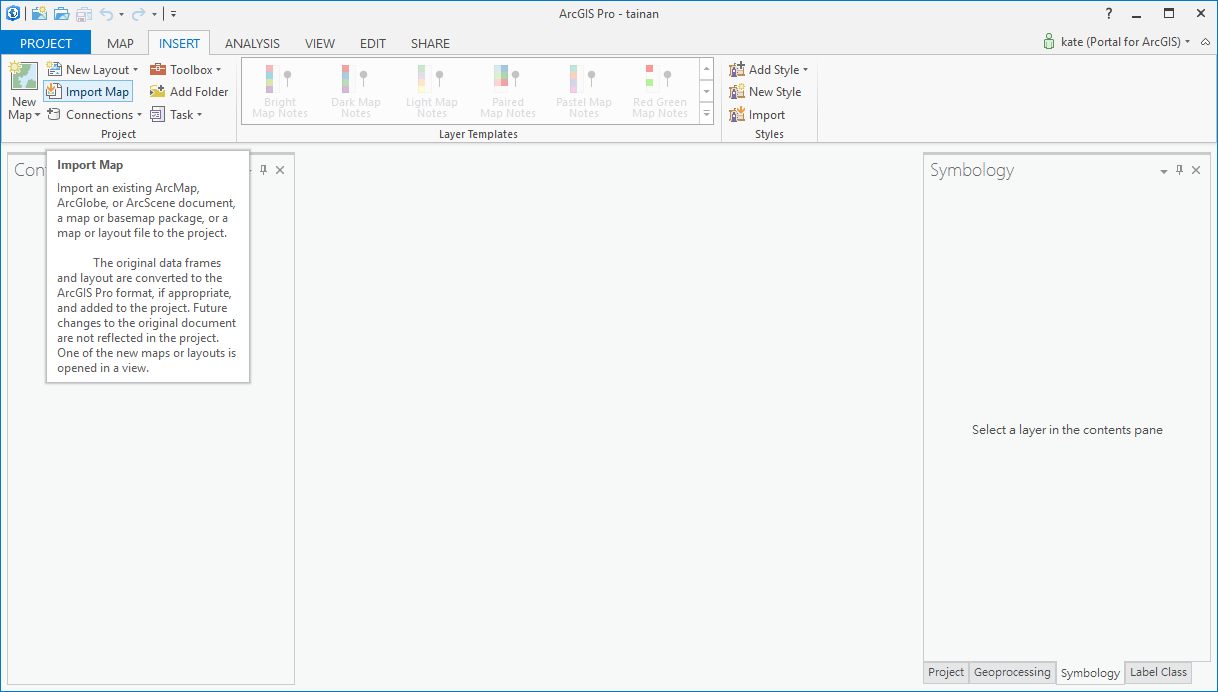 ArcGIS Pro - tainan
?
PROJECT MAP INSERT ANALYSIS VIEW EDIT SHARE
kate (Portal for ArcGIS)
New Map
New Layout
Import Map
Connections
Toolbox
Add Folder
Task
Project
Bright
Map Notes
Dark Map
Notes
Light Map
Notes
Paired
Map Notes
Pastel Map
Notes
Red Green
Map Notes
Layer Templates
Add Style
New Style
Import
Styles
Con
Import Map
Import an existing ArcMap,
ArcGlobe, or ArcScene document,
a map or basemap package, or a
map or layout file to the project.
The original data frames
and layout are converted to the
ArcGIS Pro format, if appropriate,
and added to the project. Future
changes to the original document
are not reflected in the project.
One of the new maps or layouts is
opened in a view.
Symbology
Select a layer in the contents pane
Project Geoprocessing Symbology Label Class